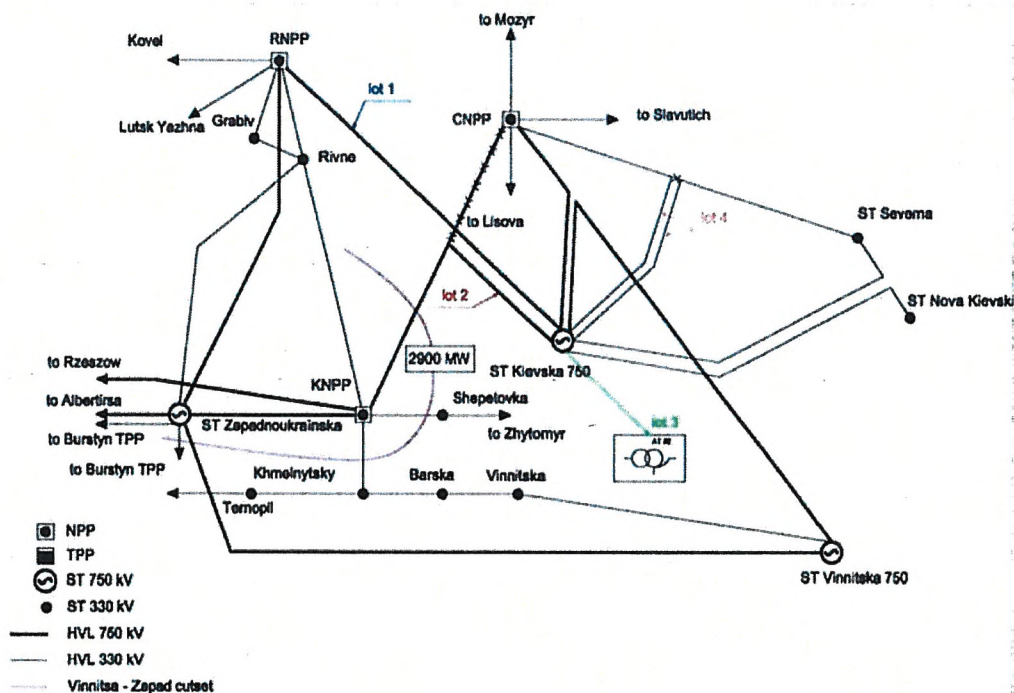 to Mozyr
Kovel
RNPP
lot 1
CNPP
to Slavutich
Lutsk Yazhna
Grabiv
Rivne
to Lisova
lot 4
ST Severna
lot 2
ST Nova Kievska
2900 MW
ST Kievska 750
to Rzeszow
KNPP
to Albertirsa
Shepetovka
ST Zapadnoukrainska
lot 3
to Zhytomyr
to Burstyn TPP
to Burstyn TPP
Khmelnytsky
Barska
Vinnitska
Ternopil
NPP
TPP
ST 750 kV
ST Vinnitska 750
ST 330 kV
HVL 750 kV
HVL 330 kV
Vinnitsa - Zapad cutset